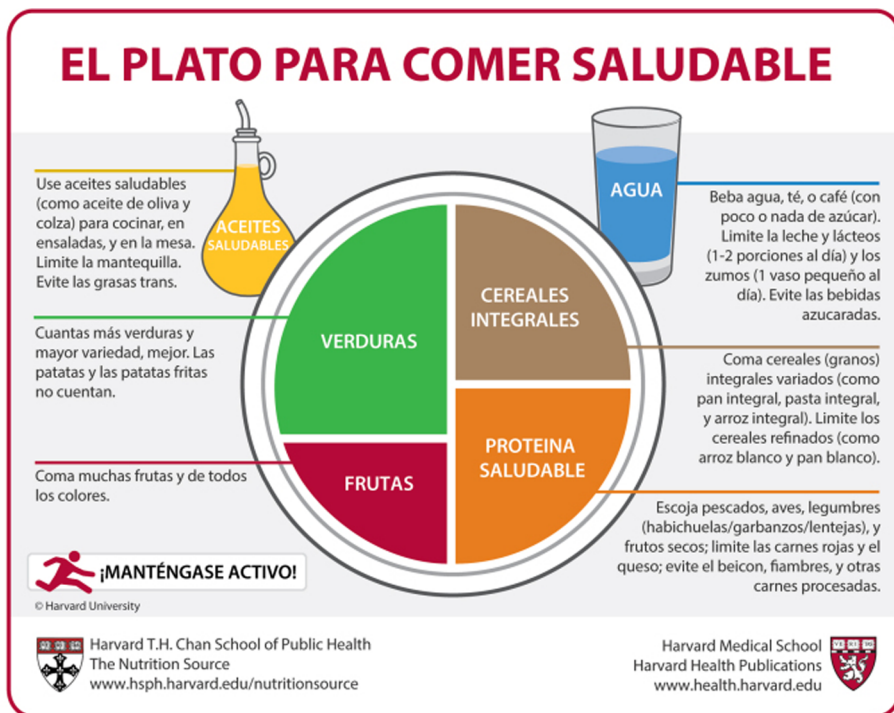 EL PLATO PARA COMER SALUDABLE
Use aceites saludables
(como aceite de oliva y
colza) para cocinar, en
ensaladas, y en la mesa.
Limite la mantequilla.
Evite las grasas trans.
ACEITES
SALUDABLES
AGUA
Beba agua, té, o café (con
poco o nada de azúcar).
Limite la leche y lácteos
(1-2 porciones al día) y los
zumos (1 vaso pequeño al
día). Evite las bebidas
azucaradas.
VERDURAS
CEREALES
INTEGRALES
Cuantas más verduras y
mayor variedad, mejor. Las
patatas y las patatas fritas
no cuentan.
Coma cereales (granos)
integrales variados (como
pan integral, pasta integral,
y arroz integral). Limite los
cereales refinados (como
arroz blanco y pan blanco).
FRUTAS
PROTEINA
SALUDABLE
Coma muchas frutas y de todos
los colores.
Escoja pescados, aves, legumbres
(habichuelas/garbanzos/lentejas), y
frutos secos; limite las carnes rojas y el
queso; evite el beicon, fiambres, y otras
carnes procesadas.
¡MANTÉNGASE ACTIVO!
© Harvard University
Harvard T.H. Chan School of Public Health
The Nutrition Source
www.hsph.harvard.edu/nutritionsource
Harvard Medical School
Harvard Health Publications
www.health.harvard.edu